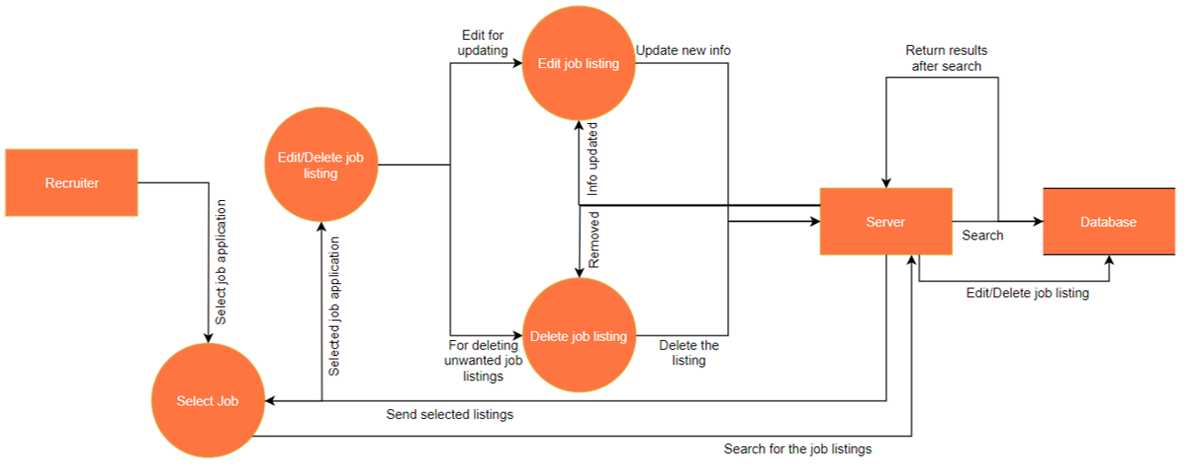 Edit for
updating
Edit job listing
Update new info
Return results
after search
Edit/Delete job
listing
Info updated
Recruiter
Select job application
Selected job application
Removed
Server
Search
Database
Edit/Delete job listing
For deleting
unwanted job
listings
Delete job listing
Delete the
listing
Select Job
Send selected listings
Search for the job listings